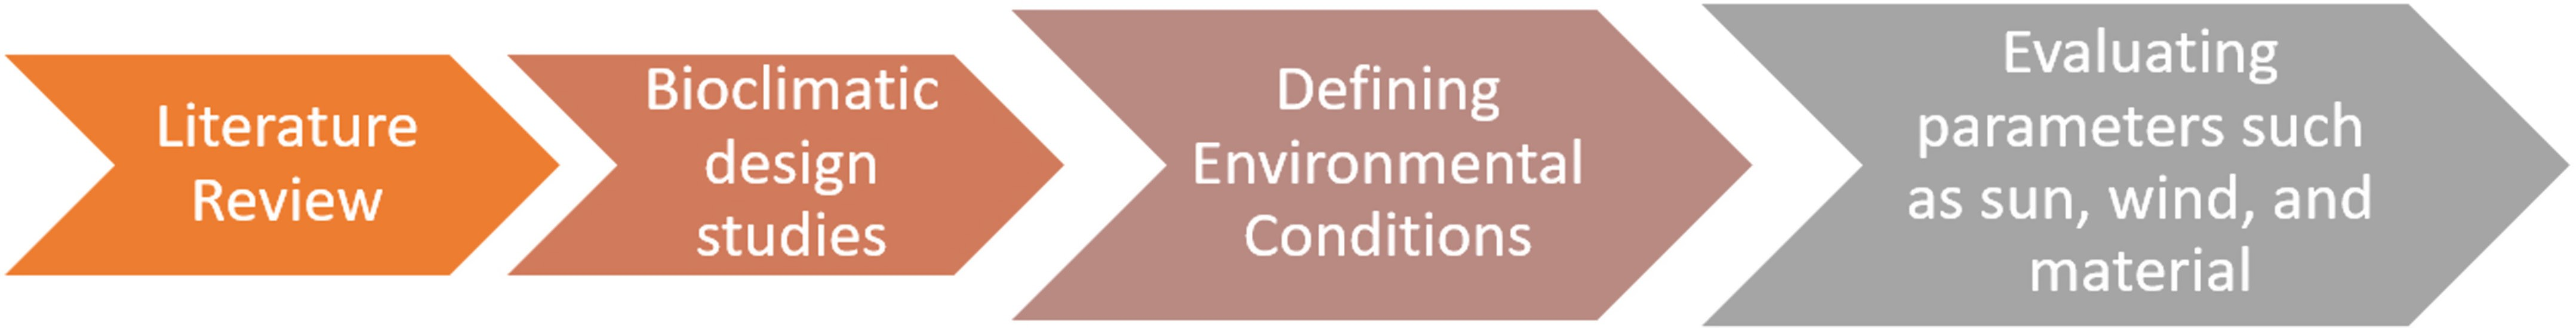 Literature
Review
Bioclimatic
design
studies
Defining
Environmental
Conditions
Evaluating
parameters such
as sun, wind, and
material